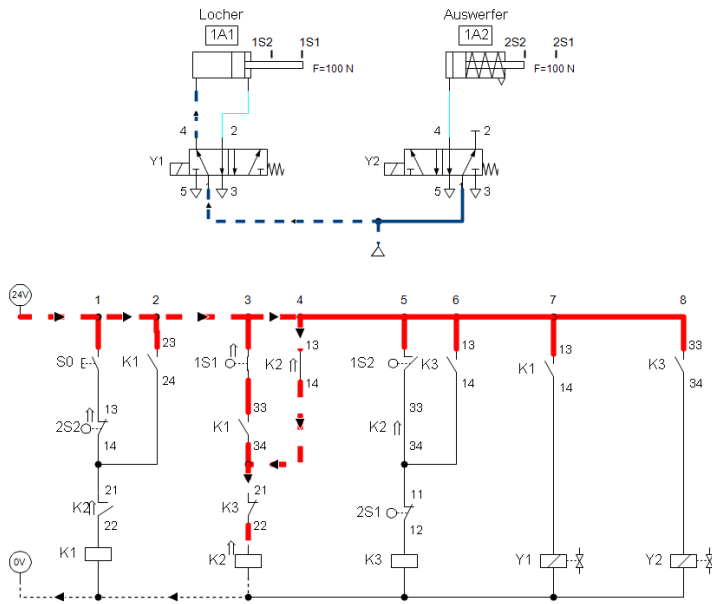 Locher Auswerfer
1A1 1A2
1S2 1S1 2S2 2S1
F=100 N F=100 N
4 2 4 2
Y1 Y2
5 1 3 5 1 3
24V 1 2 3 4 5 6 7 8
23 13 13 13 33
S0 K1 1S1 K2 1S2 K3 K1 K3
24 14 14 14 34
13 33 33
2S2 K1 K2
14 34 34
21 21 11
K2 K3 2S1
22 22 12
0V K1 K2 K3 Y1 Y2